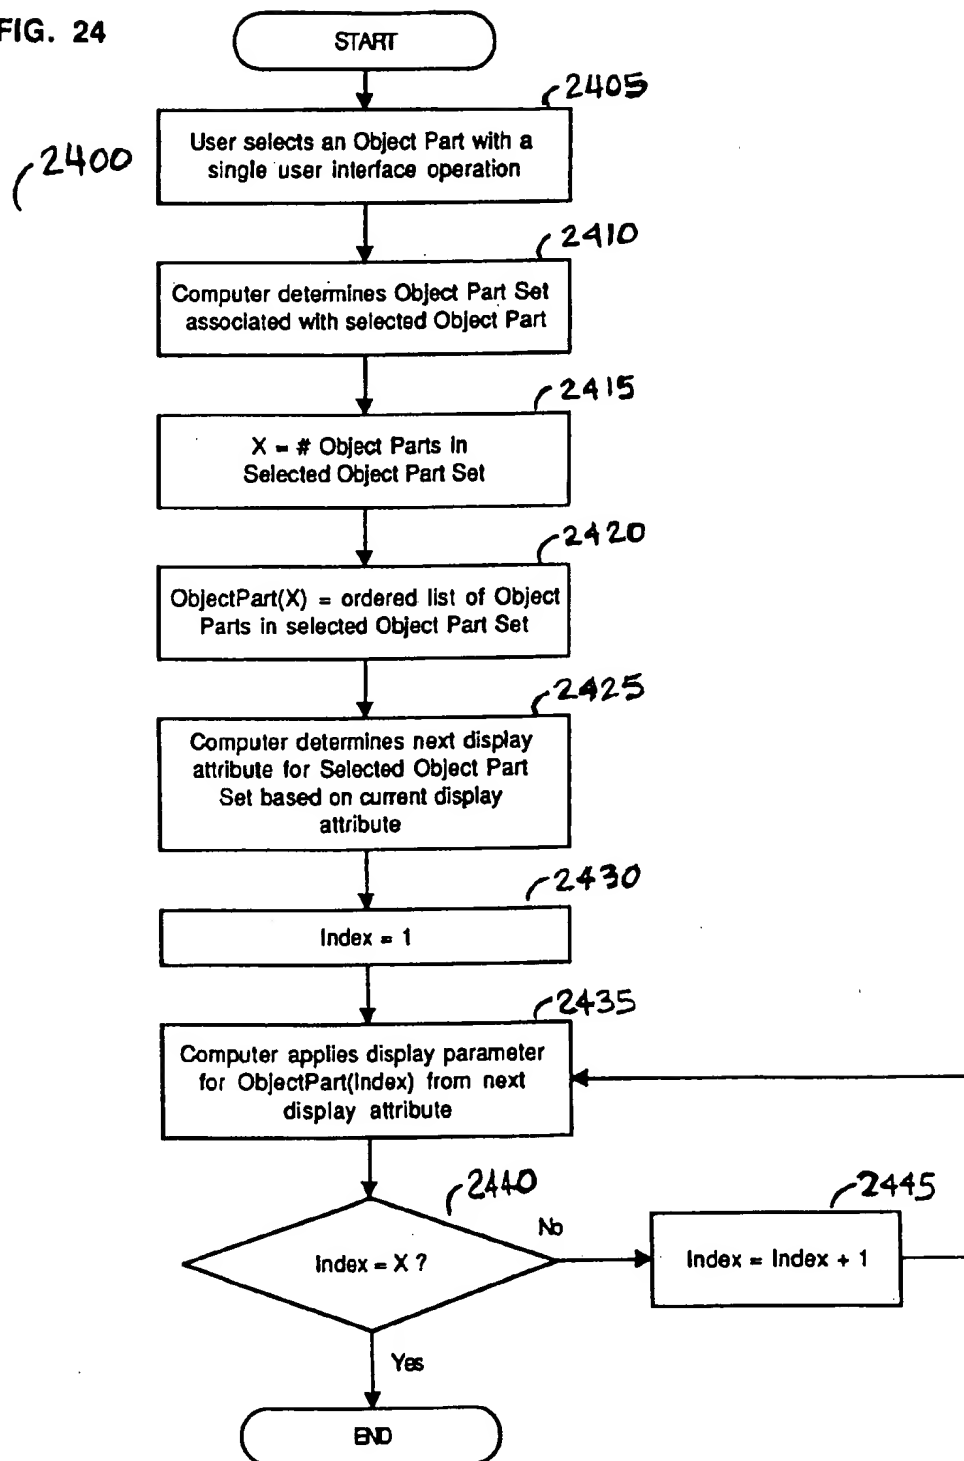 FIG. 24
START
2405
User selects an Object Part with a
single user interface operation
2400
2410
Computer determines Object Part Set
associated with selected Object Part
2415
X = # Object Parts in
Selected Object Part Set
2420
ObjectPart(X) = ordered list of Object
Parts in selected Object Part Set
2425
Computer determines next display
attribute for Selected Object Part
Set based on current display
attribute
2430
Index = 1
2435
Computer applies display parameter
for ObjectPart(Index) from next
display attribute
2440
Index = X ?
No
2445
Index = Index + 1
Yes
END